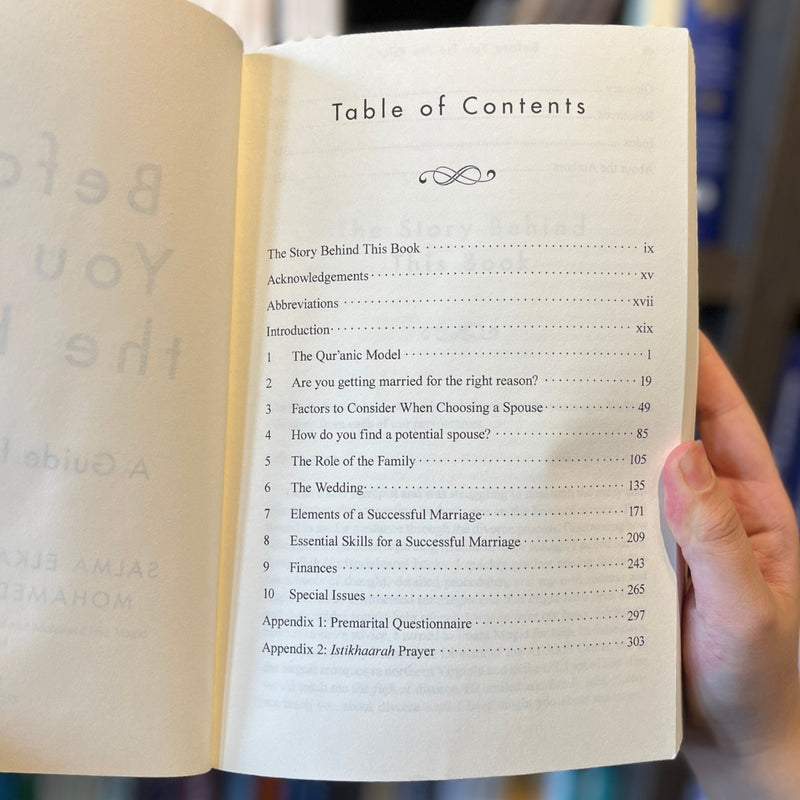 Table of Contents
The Story Behind This Book ix
Acknowledgements xv
Abbreviations xvii
Introduction xix
1 The Qur'anic Model 1
2 Are you getting married for the right reason? 19
3 Factors to Consider When Choosing a Spouse 49
4 How do you find a potential spouse? 85
5 The Role of the Family 105
6 The Wedding 135
7 Elements of a Successful Marriage 171
8 Essential Skills for a Successful Marriage 209
9 Finances 243
10 Special Issues 265
Appendix 1: Premarital Questionnaire 297
Appendix 2: Istikhaarah Prayer 303